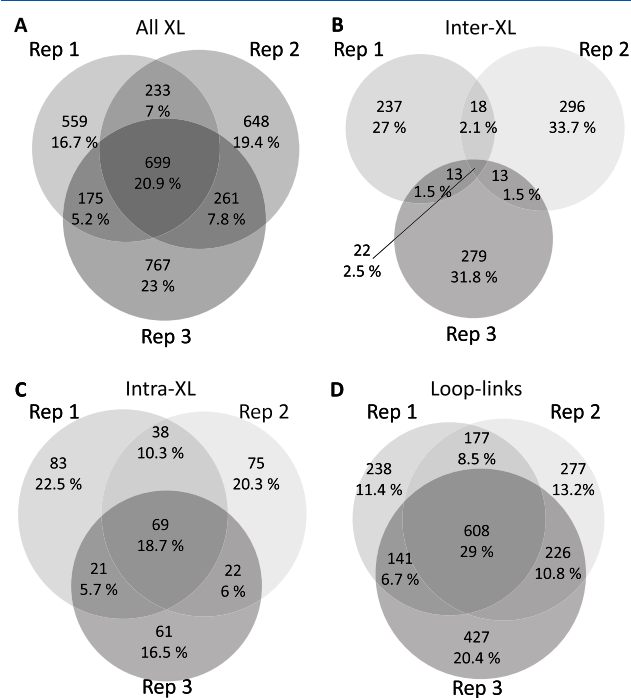 A
All XL
Rep 1
Rep 2
233
7 %
559
16.7 %
648
19.4 %
699
20.9 %
175
5.2 %
261
7.8 %
767
23 %
Rep 3
B
Inter-XL
Rep 1
Rep 2
237
27 %
18
2.1 %
296
33.7 %
13
1.5 %
13
1.5 %
22
2.5 %
279
31.8 %
Rep 3
C
Intra-XL
Rep 1
Rep 2
38
10.3 %
83
22.5 %
75
20.3 %
69
18.7 %
21
5.7 %
22
6 %
61
16.5 %
Rep 3
D
Loop-links
Rep 1
Rep 2
177
8.5 %
238
11.4 %
277
13.2%
608
29 %
141
6.7 %
226
10.8 %
427
20.4 %
Rep 3